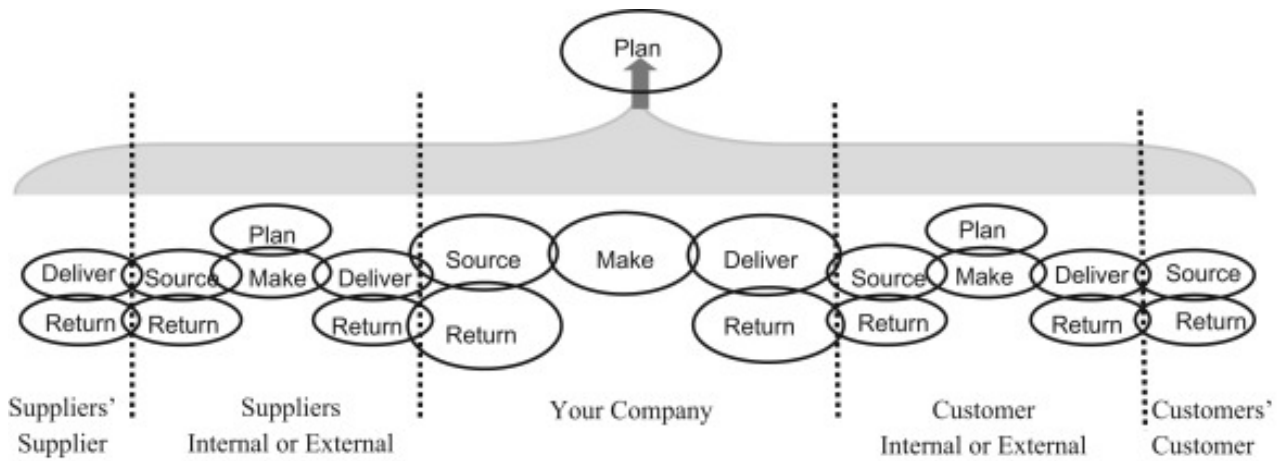 Plan
Plan
Plan
Source
Make
Deliver
Deliver
Source
Make
Deliver
Source
Make
Deliver
Source
Return
Return
Return
Return
Return
Return
Return
Return
Suppliers'
Supplier
Suppliers
Internal or External
Your Company
Customer
Internal or External
Customers'
Customer